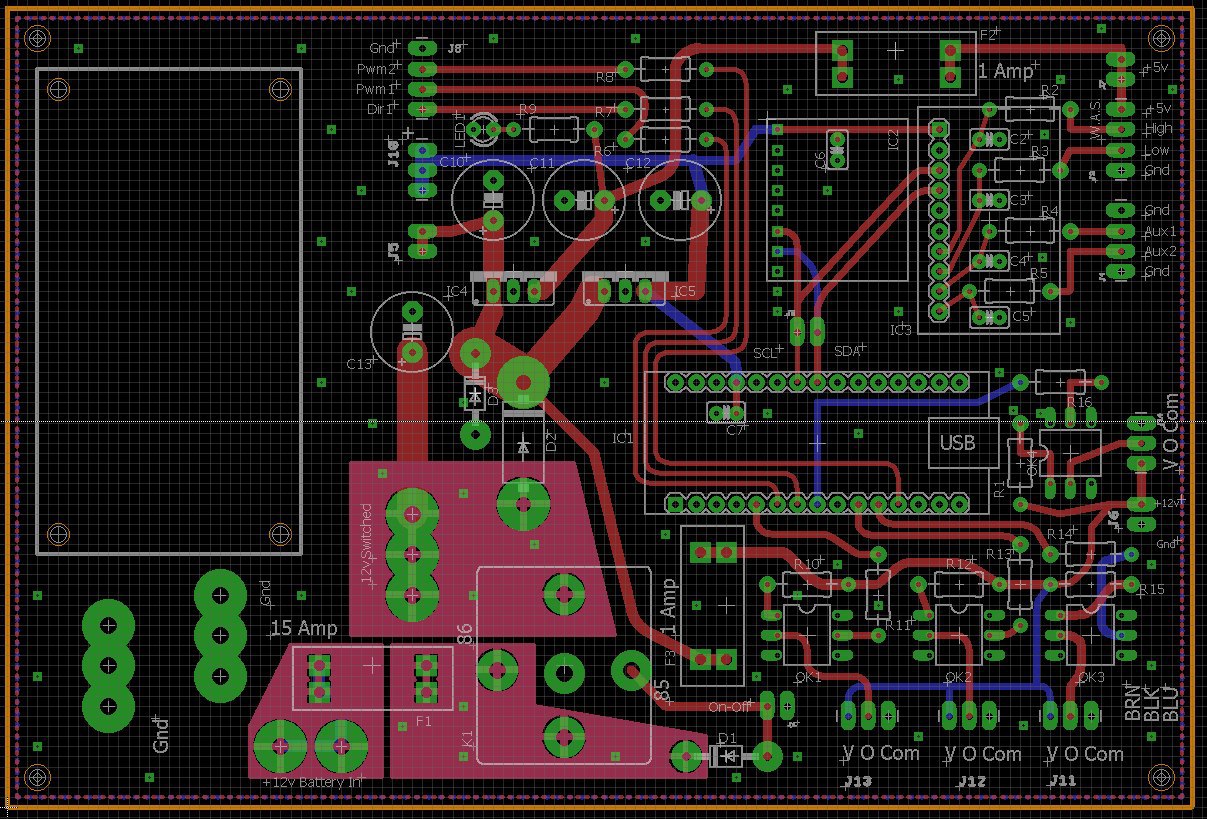 Gnd
J8
Pwm2
Pwm1
Dir1
F2
1 Amp
+5v
R8
R9
R7
R6
LED1
C10
C11
C12
J10
J5
IC4
IC5
C13
D3
D2
C6
IC2
IC3
R2
C2
R3
C3
R4
C4
R5
C5
W.A.S
+5v
High
Low
Gnd
Gnd
Aux1
Aux2
Gnd
SCL
SDA
C7
IC1
USB
R16
R1
OK4
V O Com
+12v
J6
Gnd
12v Switched
Gnd
15 Amp
F1
Gnd
+12v Battery In
86
85
K1
F3
1 Amp
On-Off
D1
R10
R11
R12
R13
R14
R15
OK1
OK2
OK3
BRN
BLK
BLU
V O Com
V O Com
V O Com
J13
J12
J11